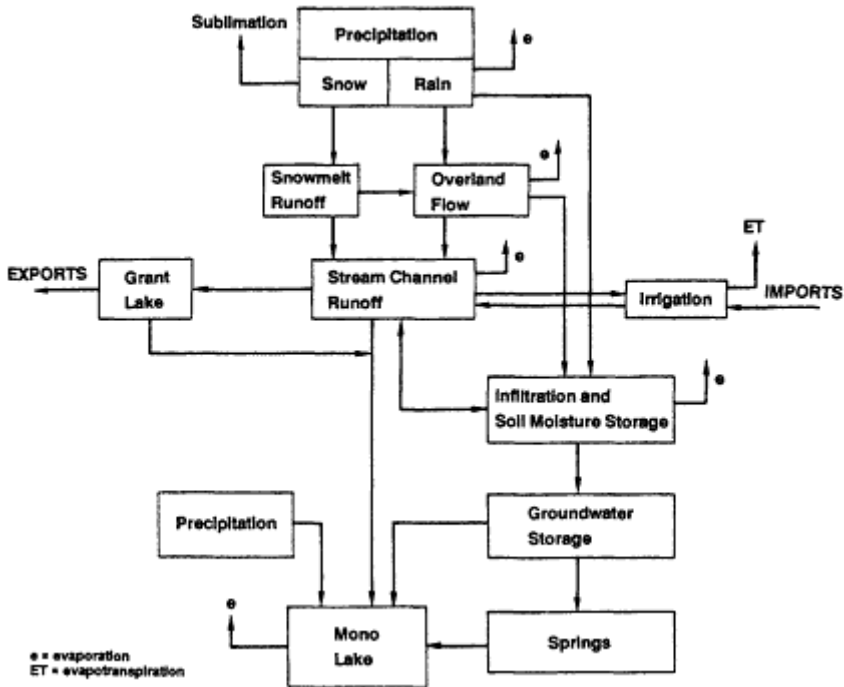 Sublimation
Precipitation
e
Snow
Rain
Snowmelt
Runoff
Overland
Flow
e
ET
EXPORTS
Grant
Lake
Stream Channel
Runoff
e
Irrigation
IMPORTS
Infiltration and
Soil Moisture Storage
e
Precipitation
Groundwater
Storage
e
Mono
Lake
Springs
e = evaporation
ET = evapotranspiration